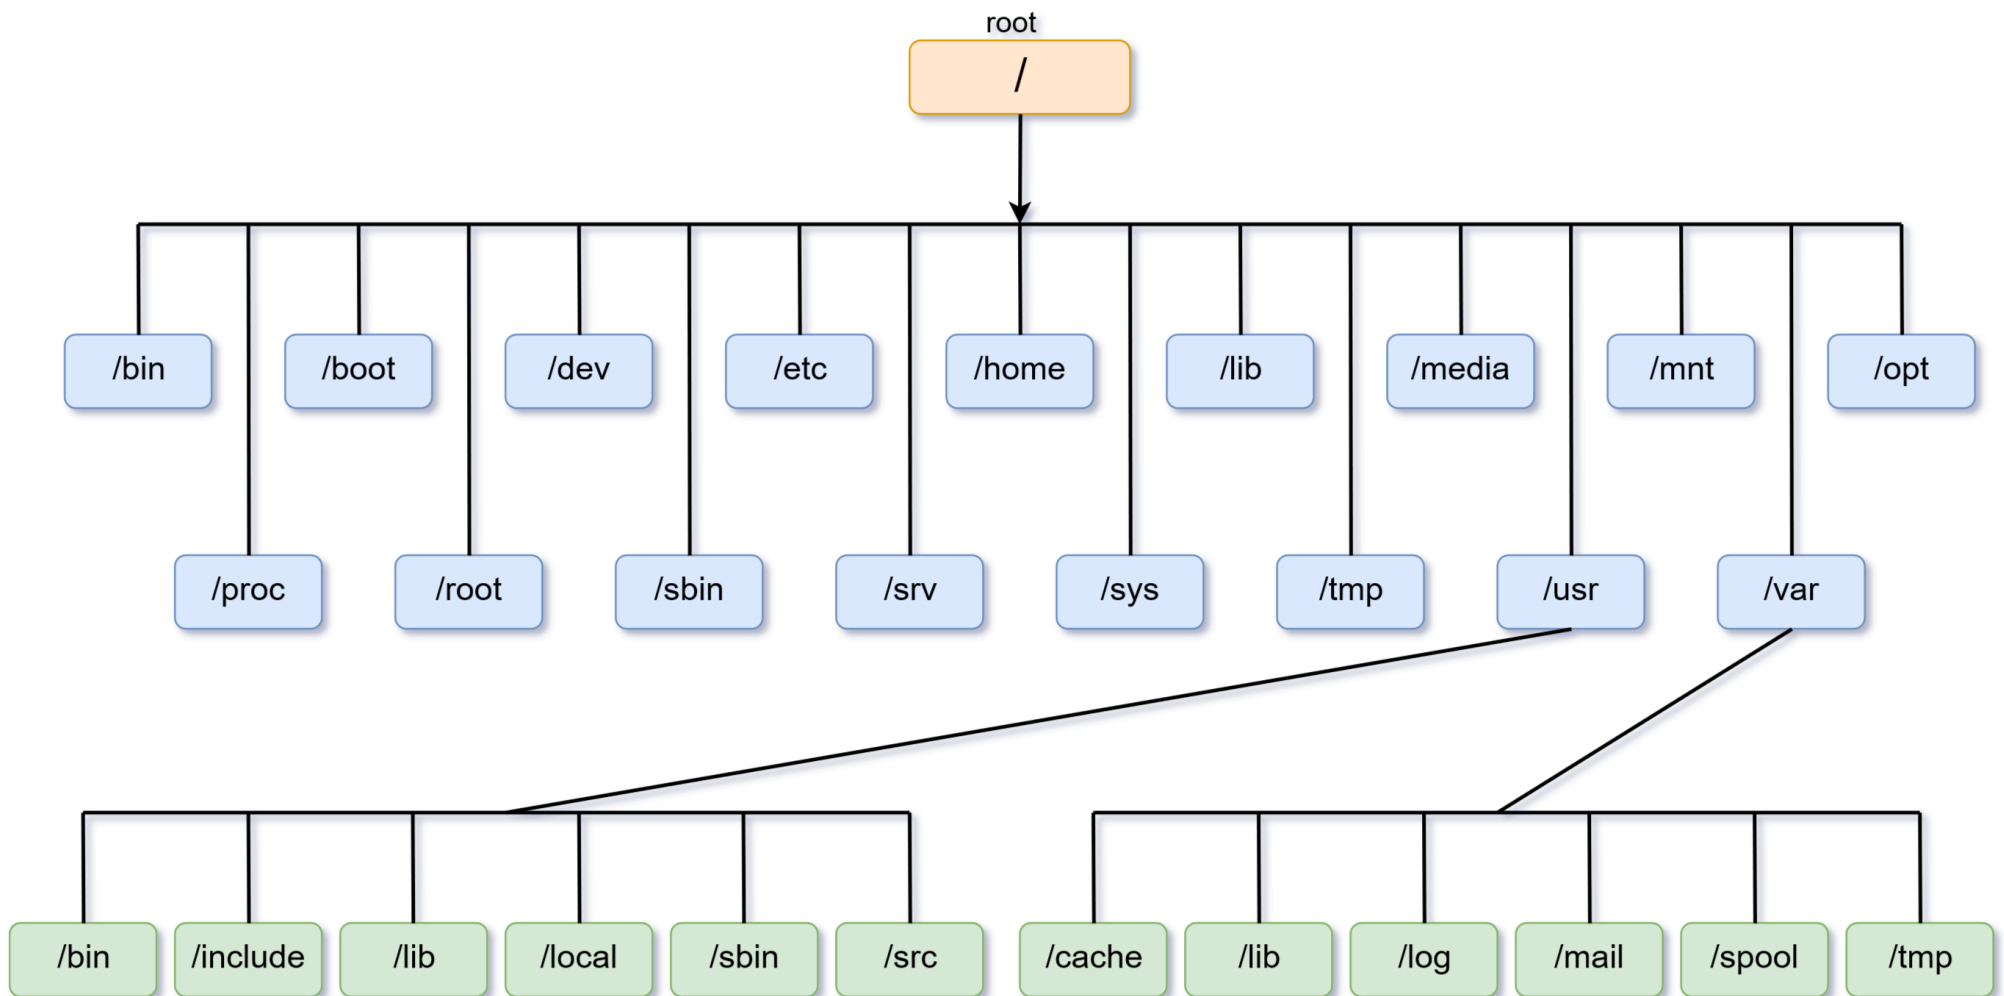 root
/
/bin
/boot
/dev
/etc
/home
/lib
/media
/mnt
/opt
/proc
/root
/sbin
/srv
/sys
/tmp
/usr
/var
/bin
/include
/lib
/local
/sbin
/src
/cache
/lib
/log
/mail
/spool
/tmp